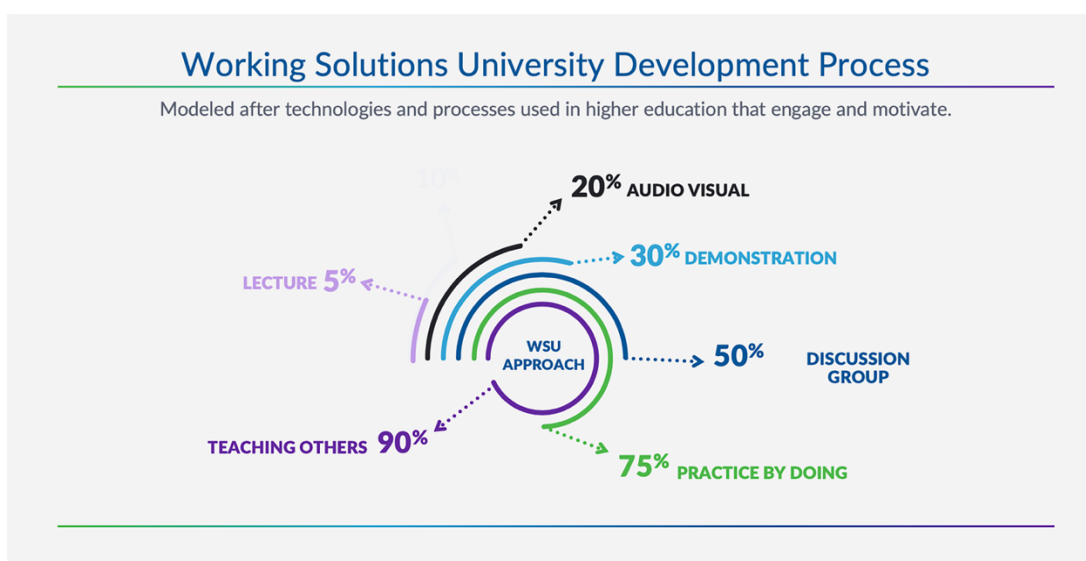 Working Solutions University Development Process
Modeled after technologies and processes used in higher education that engage and motivate.
10%
20% AUDIO VISUAL
30% DEMONSTRATION
LECTURE 5%
WSU
APPROACH
50%
DISCUSSION
GROUP
TEACHING OTHERS 90%
75% PRACTICE BY DOING